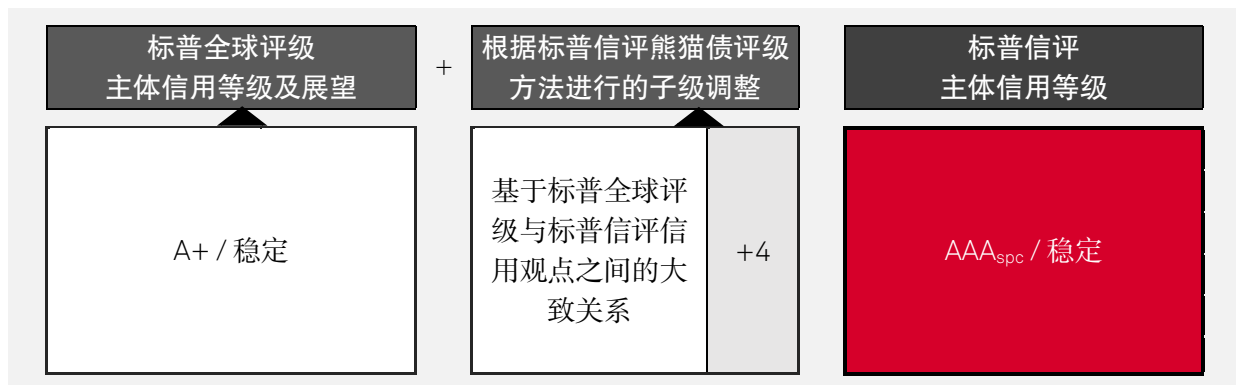 标普全球评级
主体信用等级及展望
+
根据标普信评熊猫债评级
方法进行的子级调整
标普信评
主体信用等级
A+ / 稳定
基于标普全球评
级与标普信评信
用观点之间的大
致关系
+4
AAAspc / 稳定